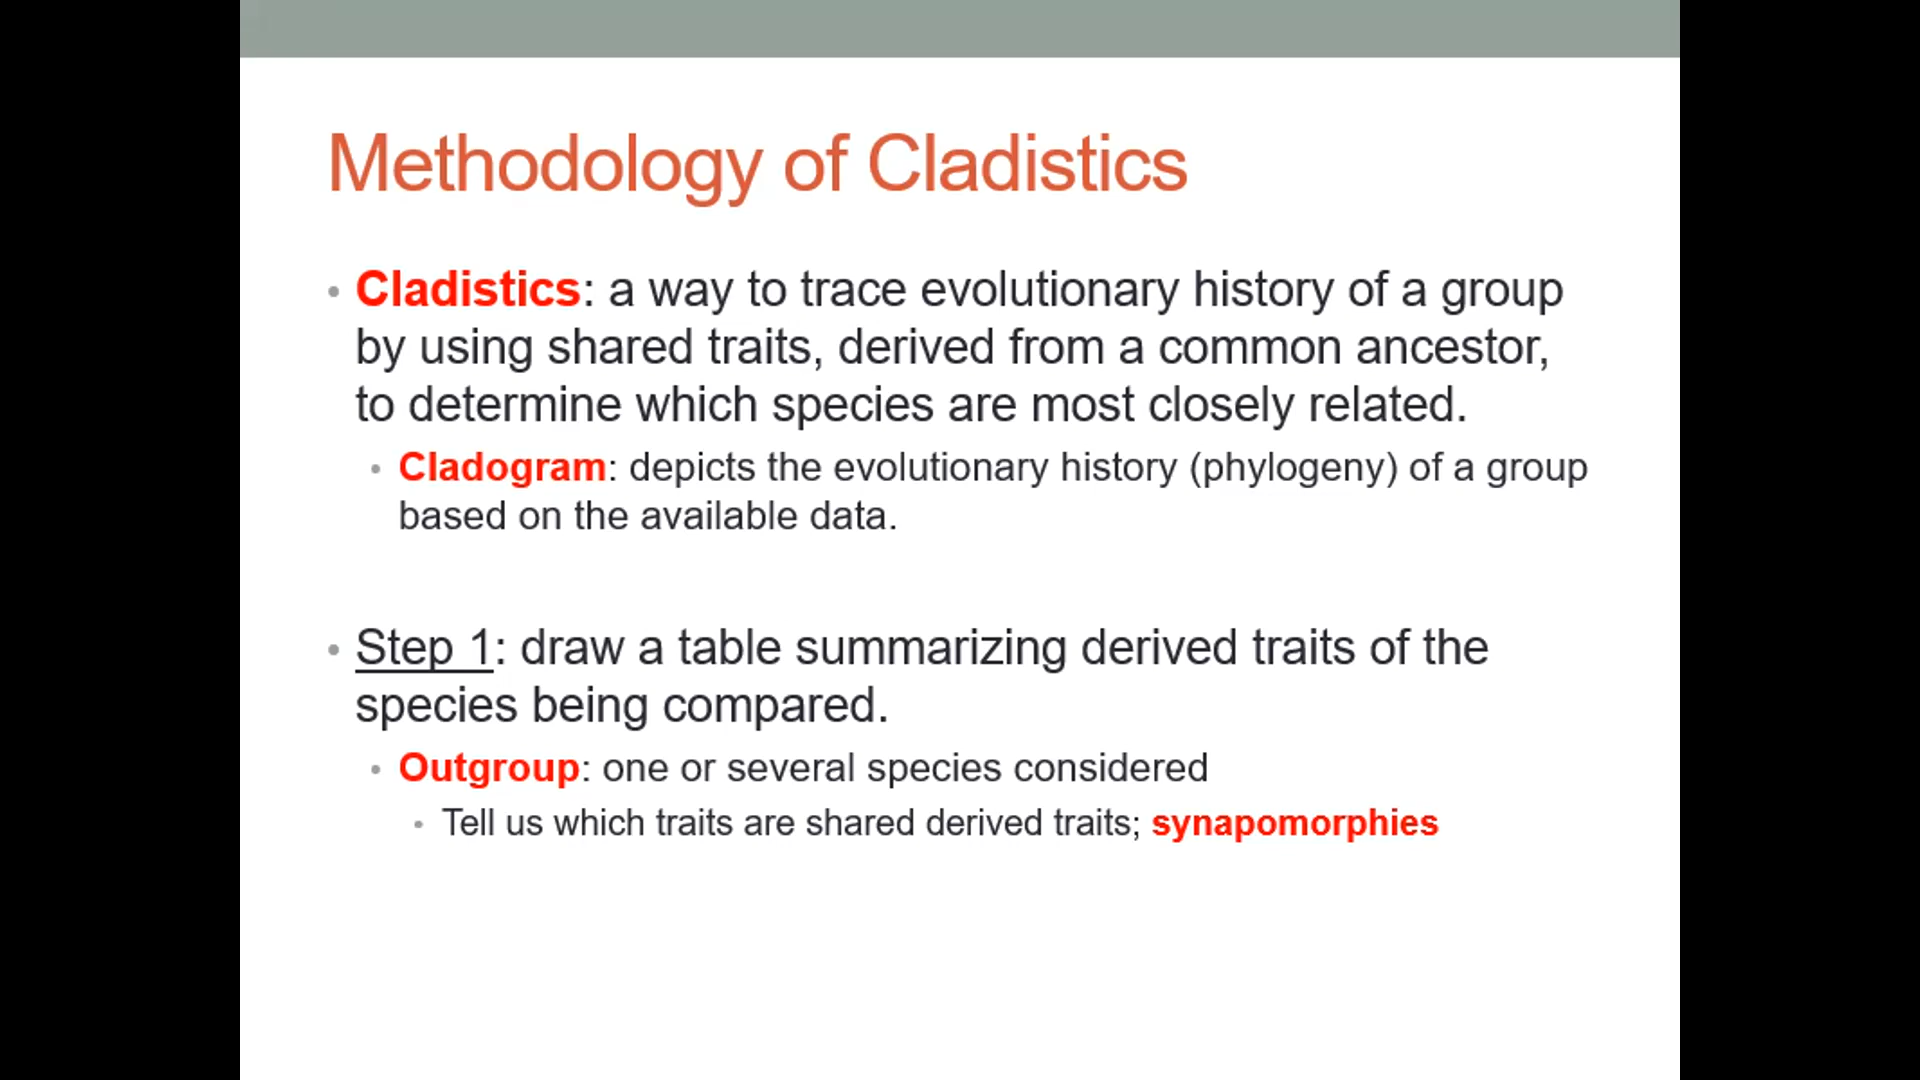 Methodology of Cladistics
• Cladistics: a way to trace evolutionary history of a group
by using shared traits, derived from a common ancestor,
to determine which species are most closely related.
• Cladogram: depicts the evolutionary history (phylogeny) of a group
based on the available data.
• Step 1: draw a table summarizing derived traits of the
species being compared.
• Outgroup: one or several species considered
• Tell us which traits are shared derived traits; synapomorphies